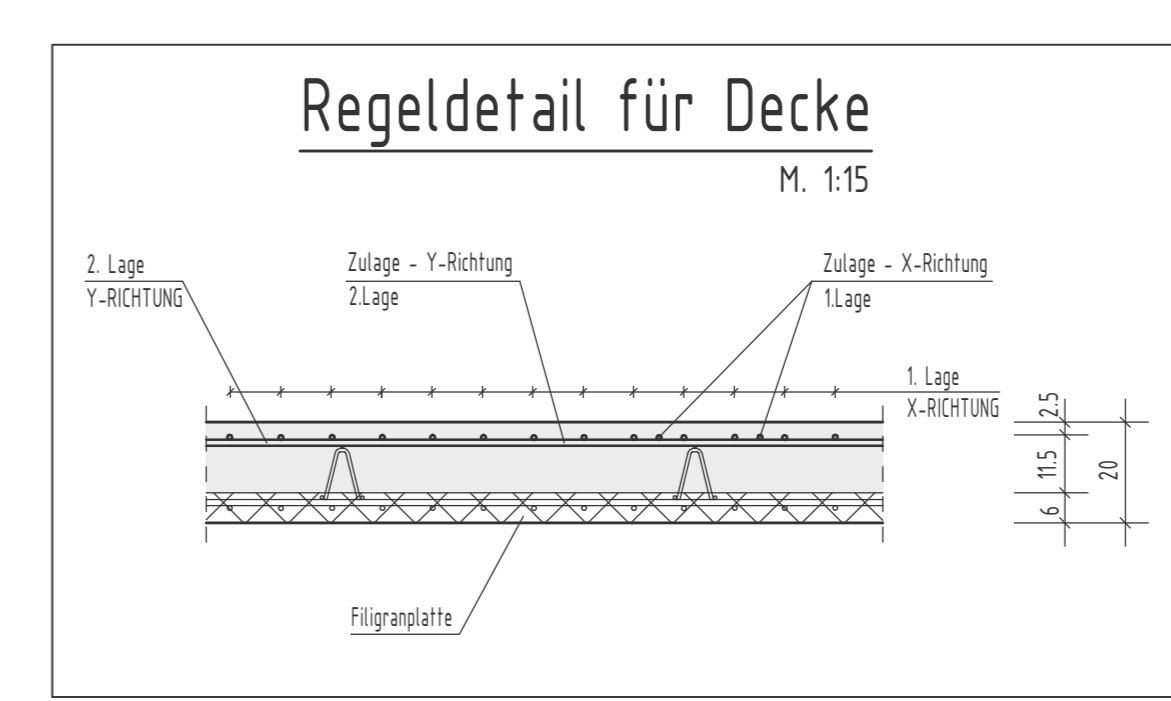 Regeldetail für Decke
M. 1:15
2. Lage
Y-RICHTUNG
Zulage - Y-Richtung
2.Lage
Zulage - X-Richtung
1.Lage
1. Lage
X-RICHTUNG
2.5
11.5
20
6
Filigranplatte